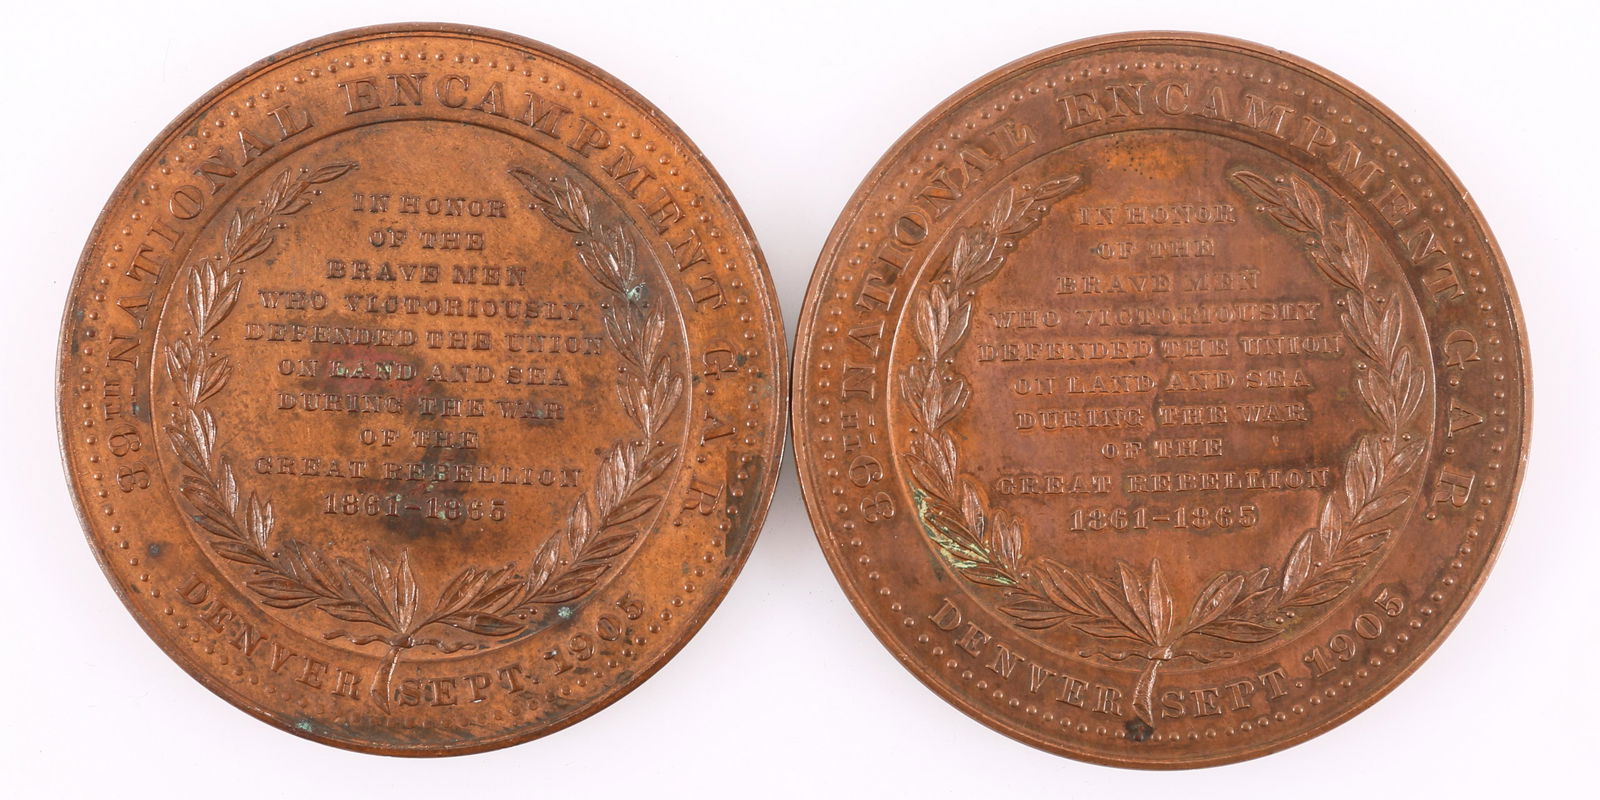 39TH NATIONAL ENCAMPMENT G.A.R.
IN HONOR
OF THE
BRAVE MEN
WHO VICTORIOUSLY
DEFENDED THE UNION
ON LAND AND SEA
DURING THE WAR
OF THE
GREAT REBELLION
1861-1865
DENVER SEPT. 1905
39TH NATIONAL ENCAMPMENT G.A.R.
IN HONOR
OF THE
BRAVE MEN
WHO VICTORIOUSLY
DEFENDED THE UNION
ON LAND AND SEA
DURING THE WAR
OF THE
GREAT REBELLION
1861-1865
DENVER SEPT. 1905